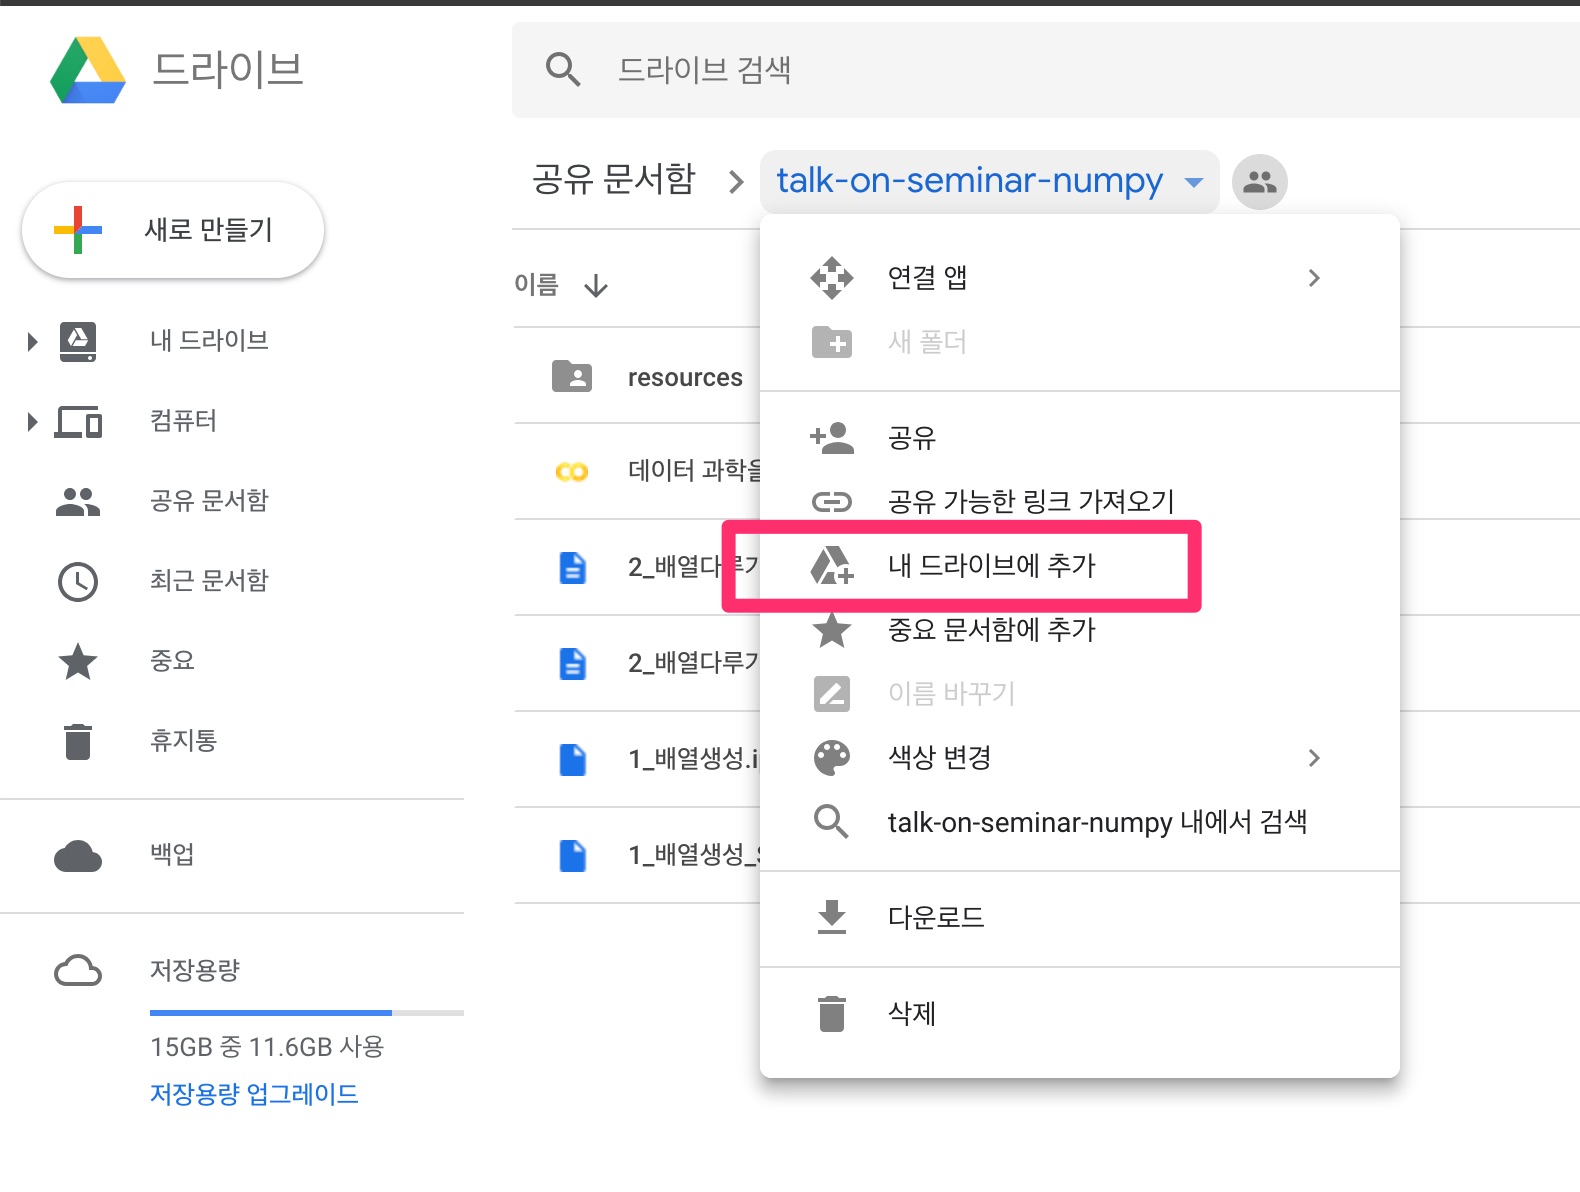 드라이브
드라이브 검색
공유 문서함
talk-on-seminar-numpy
새로 만들기
이름
내 드라이브
컴퓨터
공유 문서함
최근 문서함
중요
휴지통
백업
저장용량
15GB 중 11.6GB 사용
저장용량 업그레이드
resources
데이터 과학을
2_배열다루기
2_배열다루기
1_배열생성.i
1_배열생성_
연결 앱
새 폴더
공유
공유 가능한 링크 가져오기
내 드라이브에 추가
중요 문서함에 추가
이름 바꾸기
색상 변경
talk-on-seminar-numpy 내에서 검색
다운로드
삭제